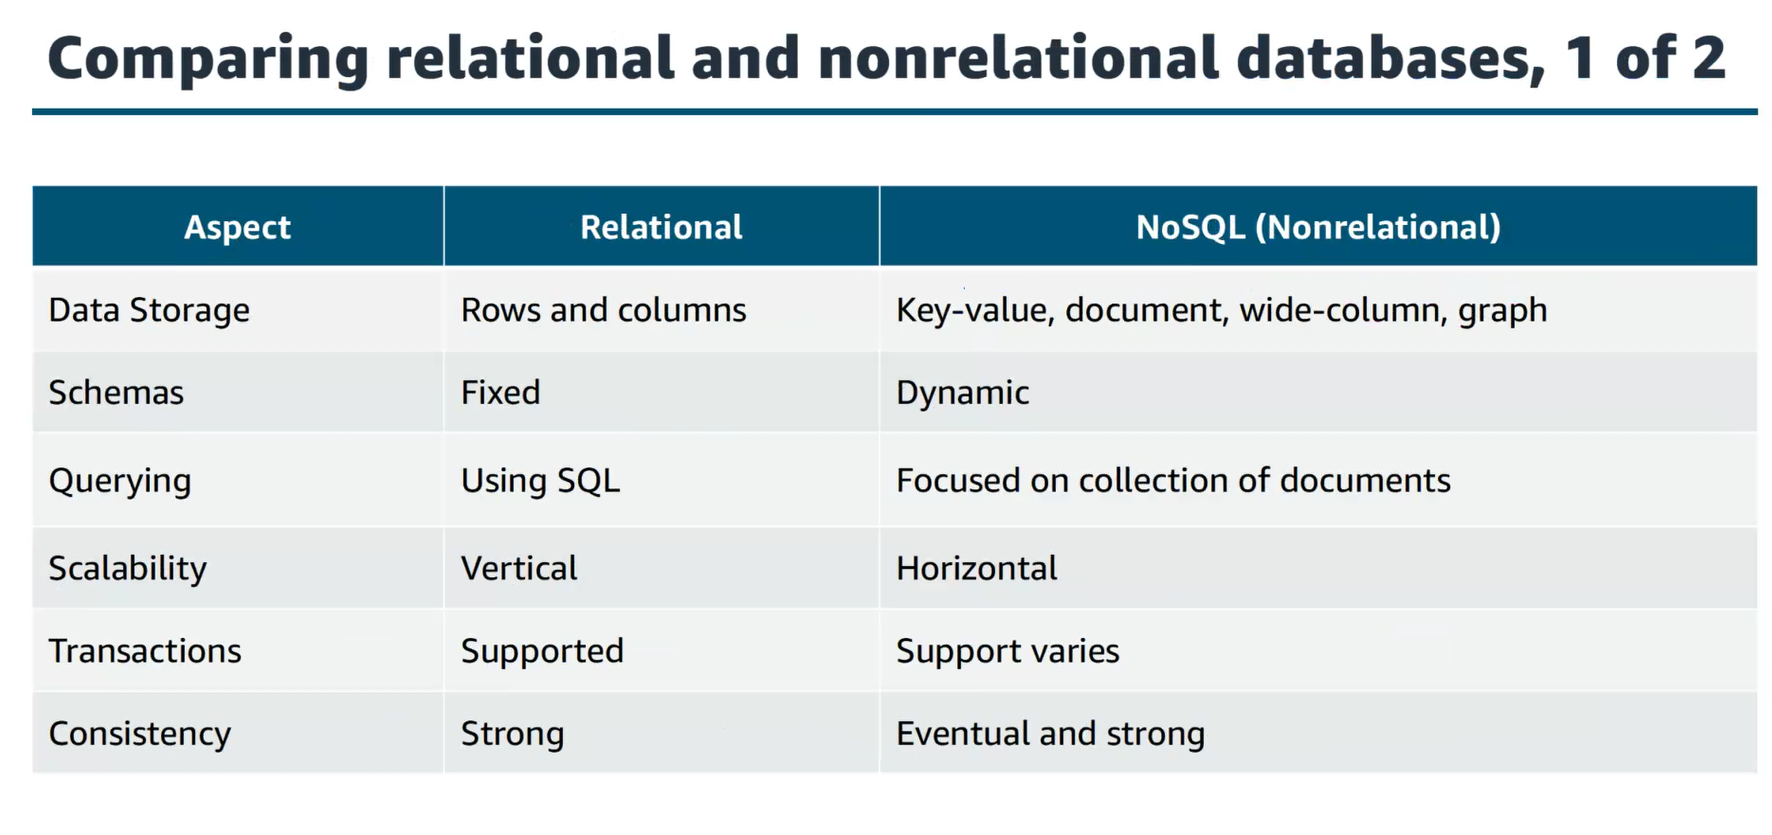 Comparing relational and nonrelational databases, 1 of 2
Aspect Relational NoSQL (Nonrelational)
Data Storage Rows and columns Key-value, document, wide-column, graph
Schemas Fixed Dynamic
Querying Using SQL Focused on collection of documents
Scalability Vertical Horizontal
Transactions Supported Support varies
Consistency Strong Eventual and strong